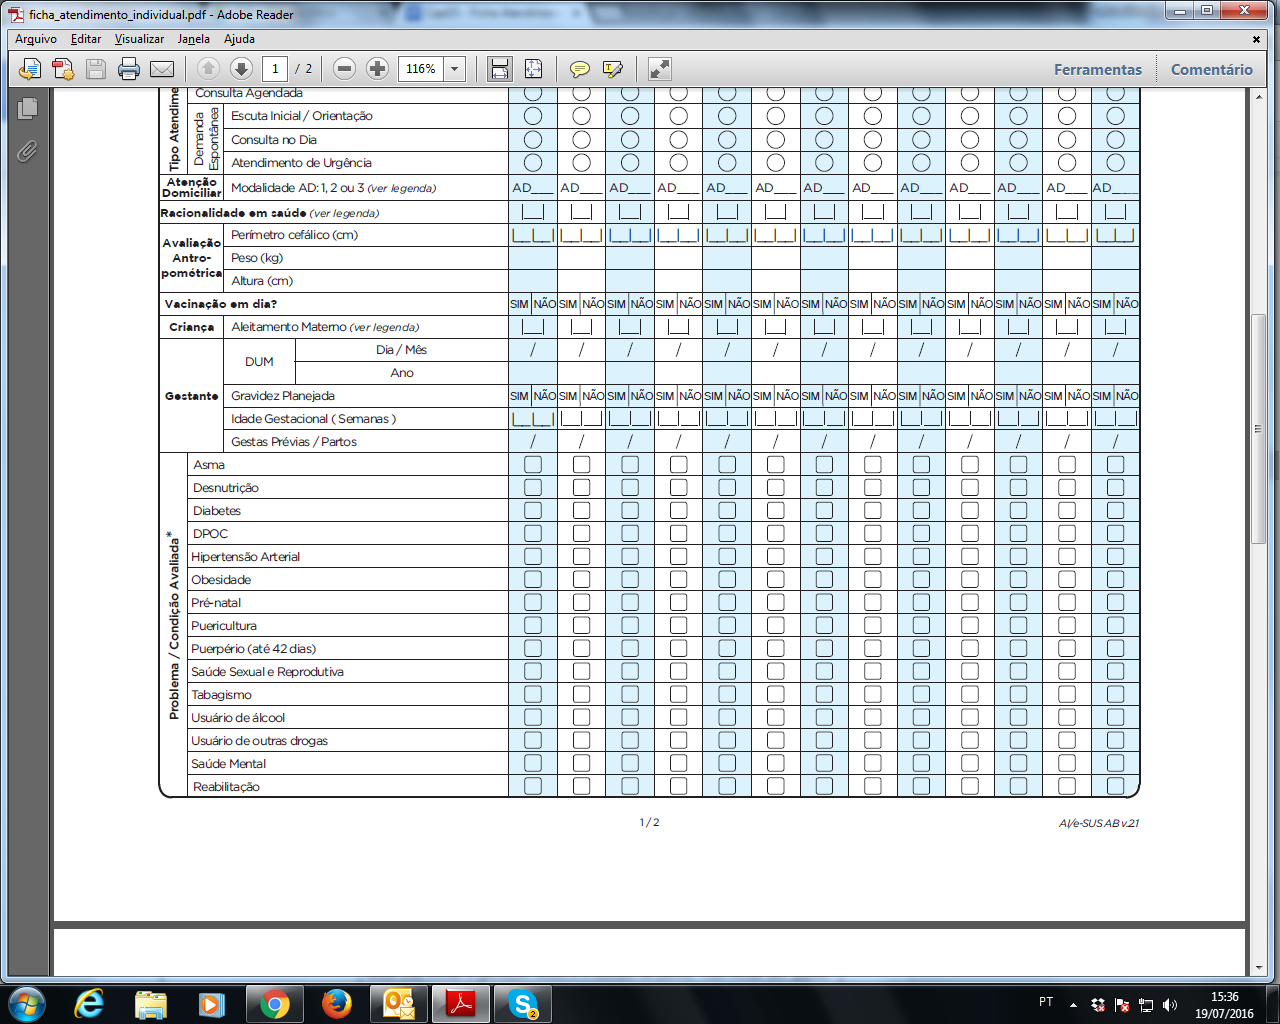 ficha_atendimento_individual.pdf - Adobe Reader
Arquivo Editar Visualizar Janela Ajuda
1 / 2 116% Ferramentas Comentário
Tipo Atendime
Consulta Agendada
Demanda Espontânea
Escuta Inicial / Orientação
Consulta no Dia
Atendimento de Urgência
Atenção Domiciliar
Modalidade AD: 1, 2 ou 3 (ver legenda) AD___ AD___ AD___ AD___ AD___ AD___ AD___ AD___ AD___ AD___ AD___ AD___ AD___
Racionalidade em saúde (ver legenda)
Avaliação Antro-pométrica
Perímetro cefálico (cm)
Peso (kg)
Altura (cm)
Vacinação em dia? SIM NÃO SIM NÃO SIM NÃO SIM NÃO SIM NÃO SIM NÃO SIM NÃO SIM NÃO SIM NÃO SIM NÃO SIM NÃO SIM NÃO SIM NÃO
Criança Aleitamento Materno (ver legenda)
Gestante
DUM
Dia / Mês / / / / / / / / / / / / /
Ano
Gravidez Planejada SIM NÃO SIM NÃO SIM NÃO SIM NÃO SIM NÃO SIM NÃO SIM NÃO SIM NÃO SIM NÃO SIM NÃO SIM NÃO SIM NÃO SIM NÃO
Idade Gestacional ( Semanas )
Gestas Prévias / Partos / / / / / / / / / / / / /
Problema / Condição Avaliada*
Asma
Desnutrição
Diabetes
DPOC
Hipertensão Arterial
Obesidade
Pré-natal
Puericultura
Puerpério (até 42 dias)
Saúde Sexual e Reprodutiva
Tabagismo
Usuário de álcool
Usuário de outras drogas
Saúde Mental
Reabilitação
1 / 2
AI/e-SUS AB v.2.1
PT 15:36
19/07/2016